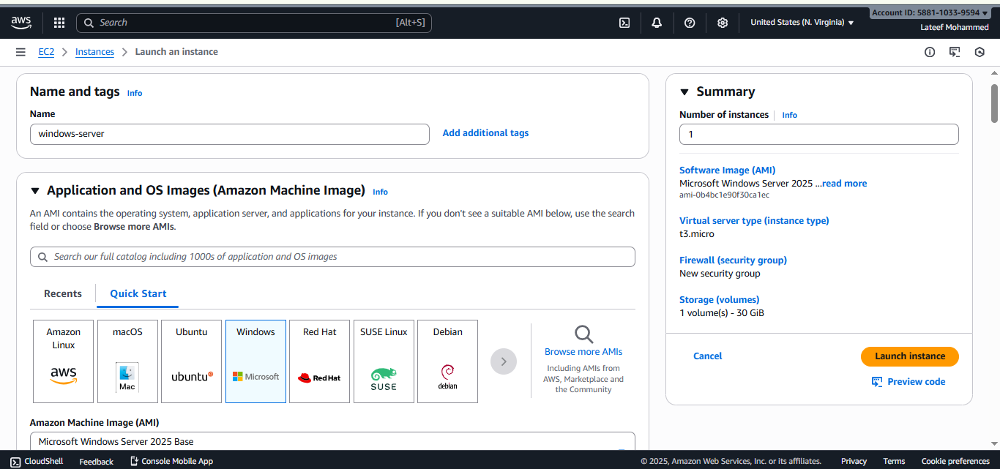 aws
Search
[Alt+S]
United States (N. Virginia) ▼
Account ID: 5881-1033-9594 ▼
Lateef Mohammed
EC2 > Instances > Launch an instance
Name and tags Info
Name
windows-server
Add additional tags
Application and OS Images (Amazon Machine Image) Info
An AMI contains the operating system, application server, and applications for your instance. If you don't see a suitable AMI below, use the search
field or choose Browse more AMIs.
Search our full catalog including 1000s of application and OS images
Recents
Quick Start
Amazon
Linux
aws
macOS
Mac
Ubuntu
ubuntu
Windows
Microsoft
Red Hat
Red Hat
SUSE Linux
SUSE
Debian
debian
Browse more AMIs
Including AMIs from
AWS, Marketplace and
the Community
Amazon Machine Image (AMI)
Microsoft Windows Server 2025 Base
Summary
Number of instances Info
1
Software Image (AMI)
Microsoft Windows Server 2025 ...read more
ami-0b4bc1e90f30ca1ec
Virtual server type (instance type)
t3.micro
Firewall (security group)
New security group
Storage (volumes)
1 volume(s) - 30 GiB
Cancel
Launch instance
Preview code
CloudShell
Feedback
Console Mobile App
© 2025, Amazon Web Services, Inc. or its affiliates.
Privacy
Terms
Cookie preferences